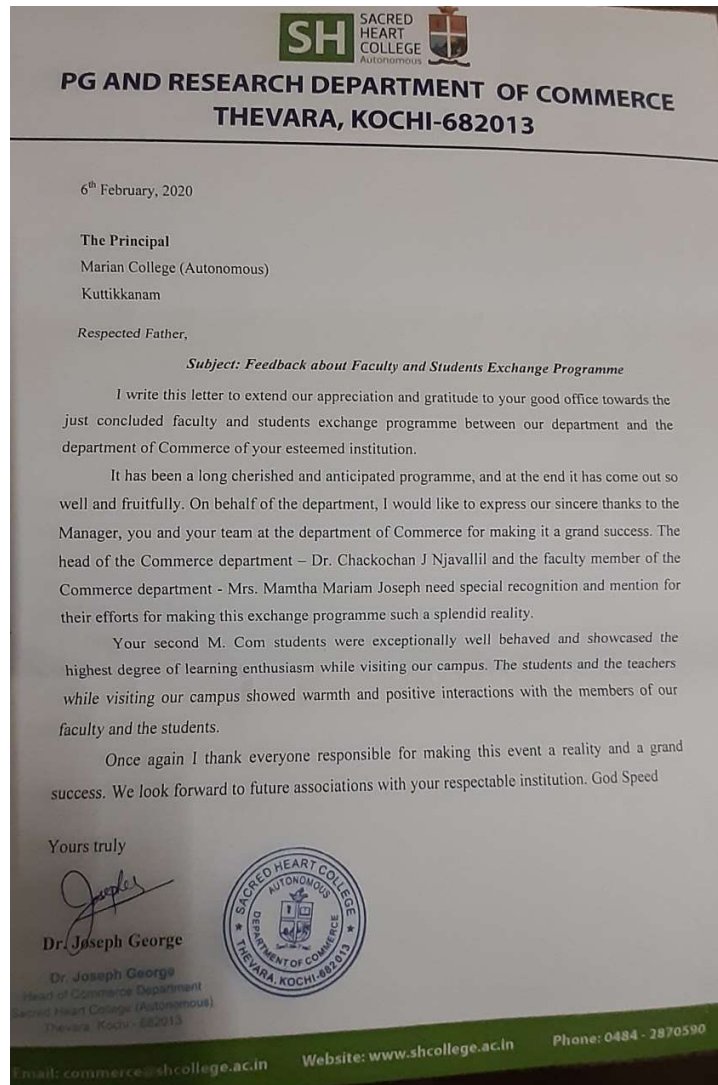 SH
SACRED
HEART
COLLEGE
Autonomous
PG AND RESEARCH DEPARTMENT OF COMMERCE
THEVARA, KOCHI-682013
6th February, 2020
The Principal
Marian College (Autonomous)
Kuttikkanam
Respected Father,
Subject: Feedback about Faculty and Students Exchange Programme
I write this letter to extend our appreciation and gratitude to your good office towards the
just concluded faculty and students exchange programme between our department and the
department of Commerce of your esteemed institution.
It has been a long cherished and anticipated programme, and at the end it has come out so
well and fruitfully. On behalf of the department, I would like to express our sincere thanks to the
Manager, you and your team at the department of Commerce for making it a grand success. The
head of the Commerce department – Dr. Chackochan J Njavallil and the faculty member of the
Commerce department - Mrs. Mamtha Mariam Joseph need special recognition and mention for
their efforts for making this exchange programme such a splendid reality.
Your second M. Com students were exceptionally well behaved and showcased the
highest degree of learning enthusiasm while visiting our campus. The students and the teachers
while visiting our campus showed warmth and positive interactions with the members of our
faculty and the students.
Once again I thank everyone responsible for making this event a reality and a grand
success. We look forward to future associations with your respectable institution. God Speed
Yours truly
Dr. Joseph George
Dr. Joseph George
Head of Commerce Department
Sacred Heart College (Autonomous)
Thevara, Kochi - 682013
SACRED HEART COLLEGE
AUTONOMOUS
DEPARTMENT OF COMMERCE
THEVARA, KOCHI-682013
Email: commerce@shcollege.ac.in Website: www.shcollege.ac.in Phone: 0484 - 2870590